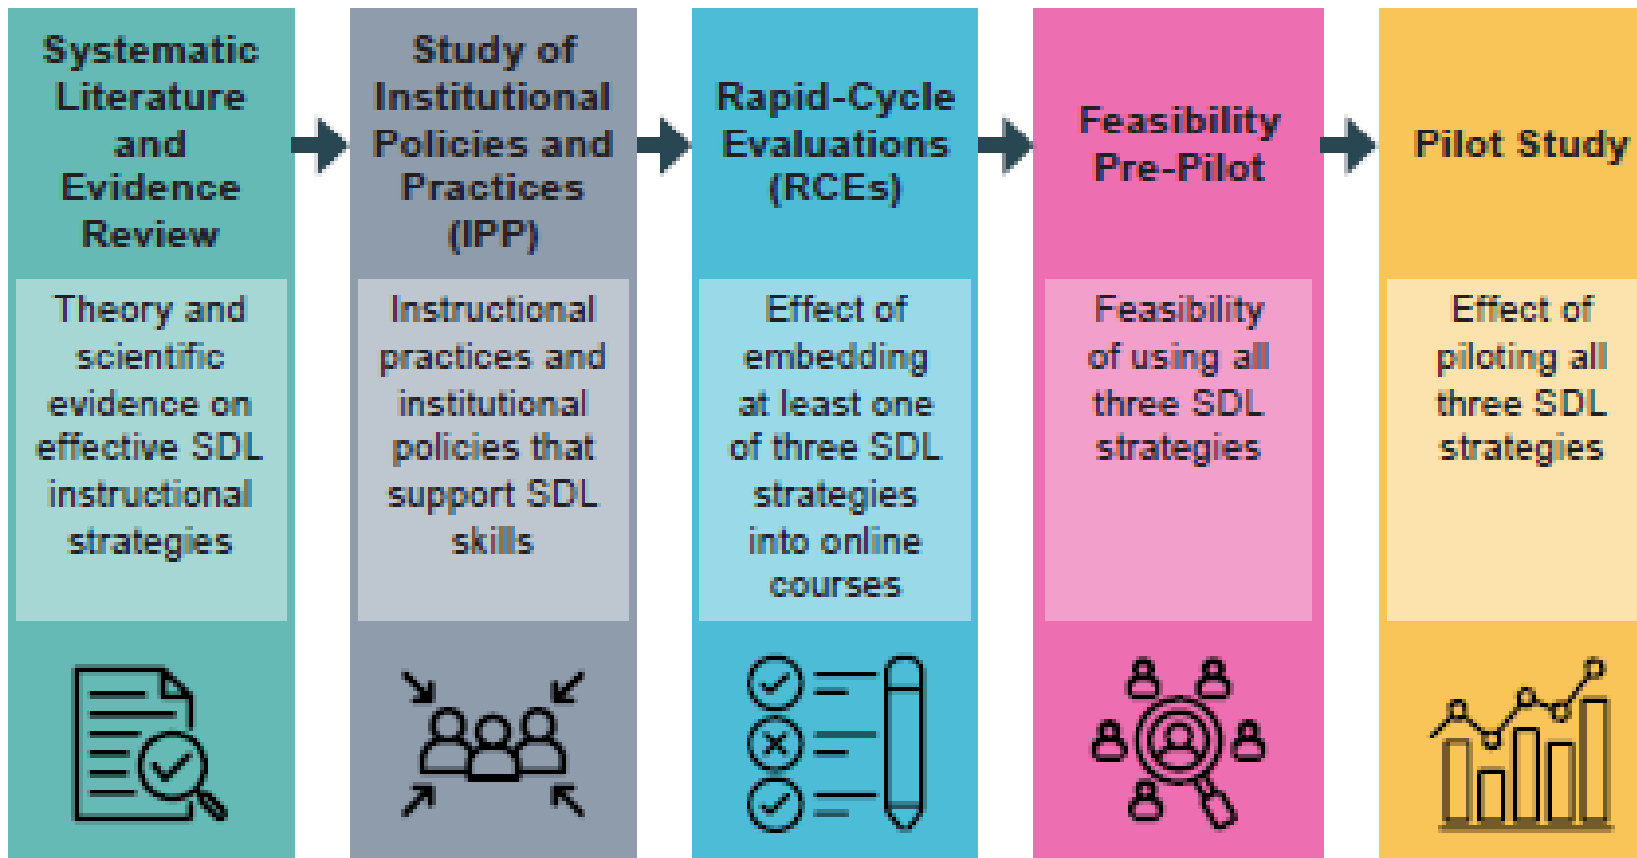 Systematic
Literature
and
Evidence
Review
Theory and
scientific
evidence on
effective SDL
instructional
strategies
Study of
Institutional
Policies and
Practices
(IPP)
Instructional
practices and
institutional
policies that
support SDL
skills
Rapid-Cycle
Evaluations
(RCEs)
Effect of
embedding
at least one
of three SDL
strategies
into online
courses
Feasibility
Pre-Pilot
Feasibility
of using all
three SDL
strategies
Pilot Study
Effect of
piloting all
three SDL
strategies